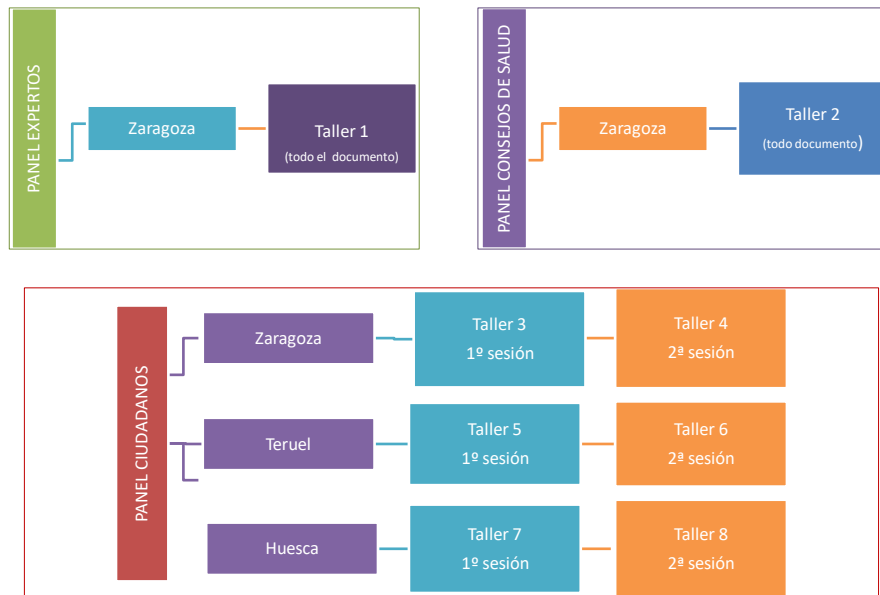 PANEL EXPERTOS
Zaragoza
Taller 1
(todo el documento)
PANEL CONSEJOS DE SALUD
Zaragoza
Taller 2
(todo documento)
PANEL CIUDADANOS
Zaragoza
Taller 3
1º sesión
Taller 4
2ª sesión
Teruel
Taller 5
1º sesión
Taller 6
2ª sesión
Huesca
Taller 7
1º sesión
Taller 8
2ª sesión